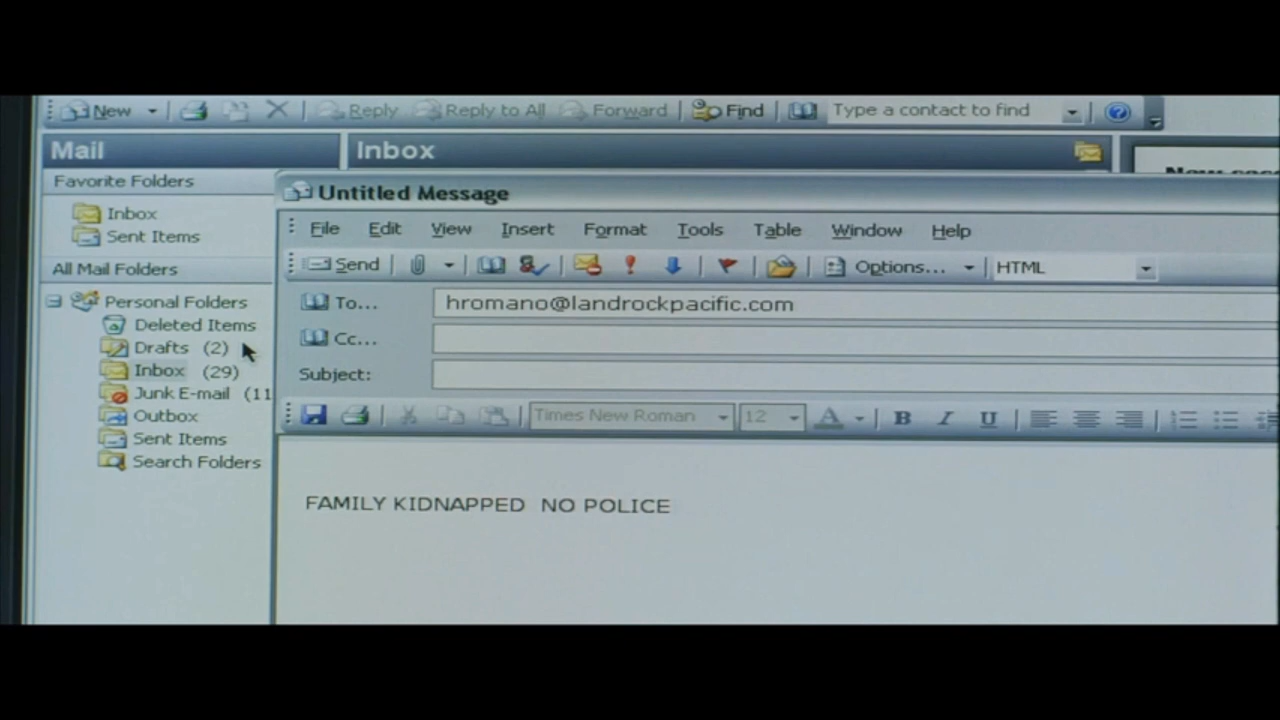 New Reply Reply to All Forward Find Type a contact to find
Mail Inbox
Favorite Folders
Untitled Message
Inbox
File Edit View Insert Format Tools Table Window Help
Sent Items
Send Options... HTML
All Mail Folders
Personal Folders
To... hromano@landrockpacific.com
Deleted Items
Cc...
Drafts (2)
Inbox (29)
Subject:
Junk E-mail (11
Outbox
Times New Roman 12 A B I U
Sent Items
Search Folders
FAMILY KIDNAPPED NO POLICE